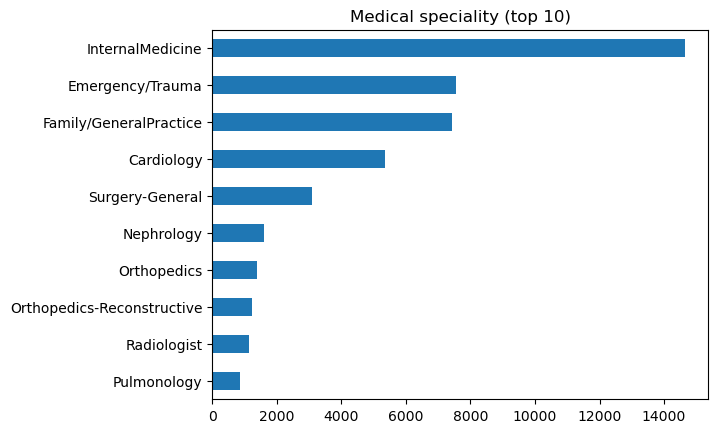 Medical speciality (top 10)
InternalMedicine
Emergency/Trauma
Family/GeneralPractice
Cardiology
Surgery-General
Nephrology
Orthopedics
Orthopedics-Reconstructive
Radiologist
Pulmonology
0 2000 4000 6000 8000 10000 12000 14000